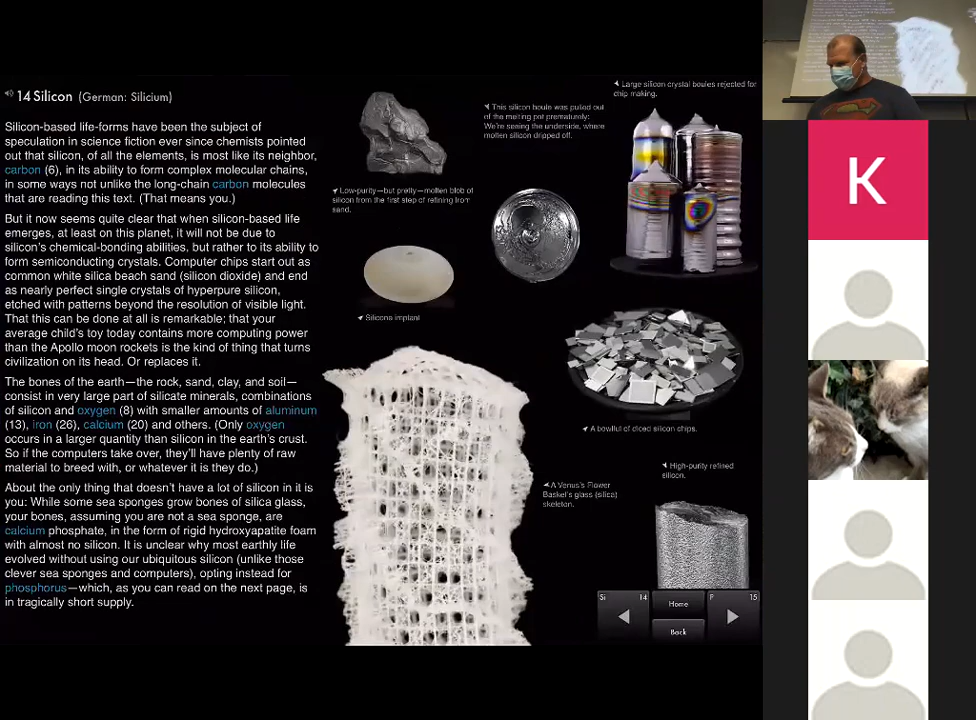 14 Silicon (German: Silicium)
Silicon-based life-forms have been the subject of
speculation in science fiction ever since chemists pointed
out that silicon, of all the elements, is most like its neighbor,
carbon (6), in its ability to form complex molecular chains,
in some ways not unlike the long-chain carbon molecules
that are reading this text. (That means you.)
But it now seems quite clear that when silicon-based life
emerges, at least on this planet, it will not be due to
silicon's chemical-bonding abilities, but rather to its ability to
form semiconducting crystals. Computer chips start out as
common white silica beach sand (silicon dioxide) and end
as nearly perfect single crystals of hyperpure silicon,
etched with patterns beyond the resolution of visible light.
That this can be done at all is remarkable; that your
average child's toy today contains more computing power
than the Apollo moon rockets is the kind of thing that turns
civilization on its head. Or replaces it.
The bones of the earth—the rock, sand, clay, and soil—
consist in very large part of silicate minerals, combinations
of silicon and oxygen (8) with smaller amounts of aluminum
(13), iron (26), calcium (20) and others. (Only oxygen
occurs in a larger quantity than silicon in the earth's crust.
So if the computers take over, they'll have plenty of raw
material to breed with, or whatever it is they do.)
About the only thing that doesn't have a lot of silicon in it is
you: While some sea sponges grow bones of silica glass,
your bones, assuming you are not a sea sponge, are
calcium phosphate, in the form of rigid hydroxyapatite foam
with almost no silicon. It is unclear why most earthly life
evolved without using our ubiquitous silicon (unlike those
clever sea sponges and computers), opting instead for
phosphorus—which, as you can read on the next page, is
in tragically short supply.
Low-purity—but pretty—molten blob of
silicon from the first step of refining from
sand.
This silicon boule was pulled out
of the melting pot prematurely:
We're seeing the underside, where
molten silicon dripped off.
Large silicon crystal boules rejected for
chip making.
Silicone implant
A bowlful of diced silicon chips.
A Venus's Flower
Basket's glass (silica)
skeleton.
High-purity refined
silicon.
Si 14
Home
P 15
Back
K